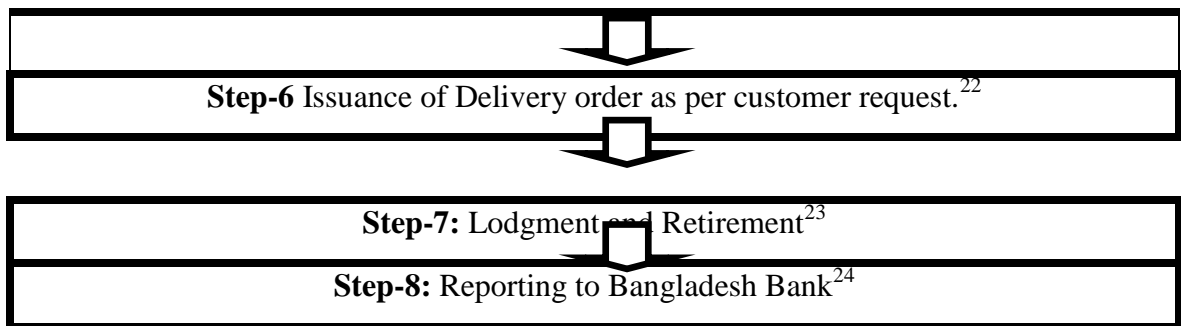 Step-6 Issuance of Delivery order as per customer request.22
Step-7: Lodgment and Retirement23
Step-8: Reporting to Bangladesh Bank24